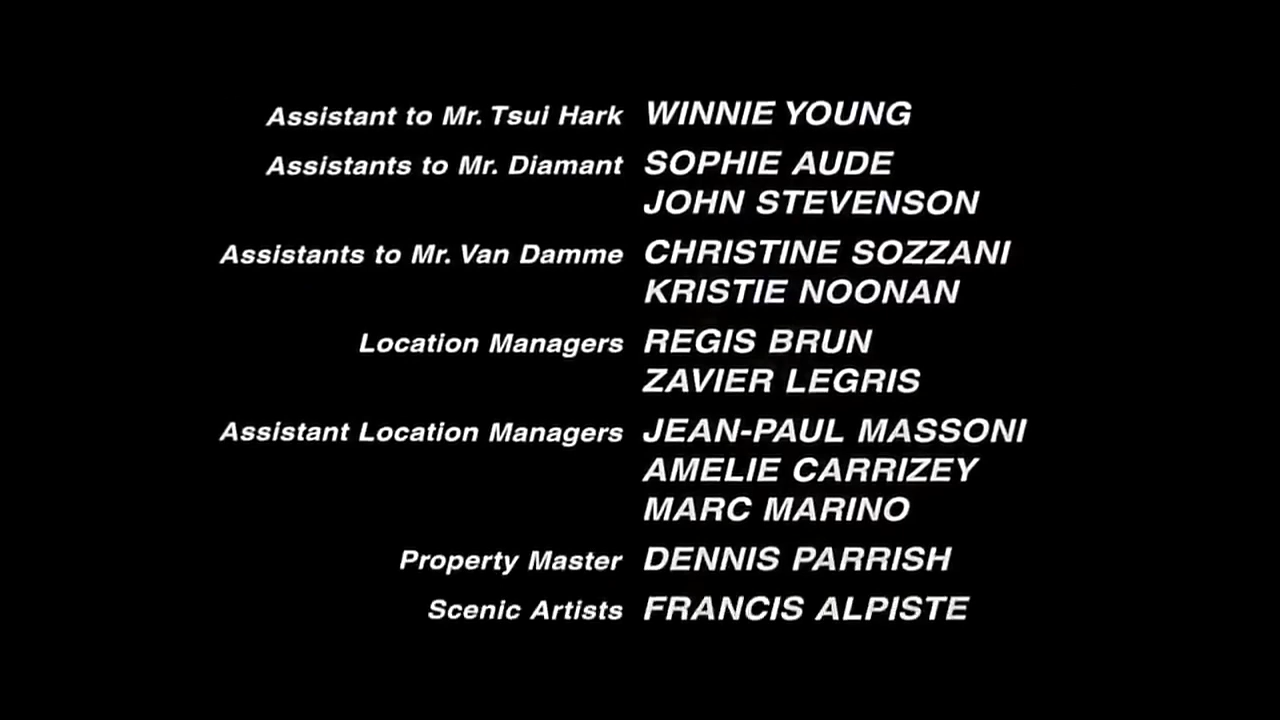 Assistant to Mr. Tsui Hark WINNIE YOUNG
Assistants to Mr. Diamant SOPHIE AUDE
JOHN STEVENSON
Assistants to Mr. Van Damme CHRISTINE SOZZANI
KRISTIE NOONAN
Location Managers REGIS BRUN
ZAVIER LEGRIS
Assistant Location Managers JEAN-PAUL MASSONI
AMELIE CARRIZEY
MARC MARINO
Property Master DENNIS PARRISH
Scenic Artists FRANCIS ALPISTE